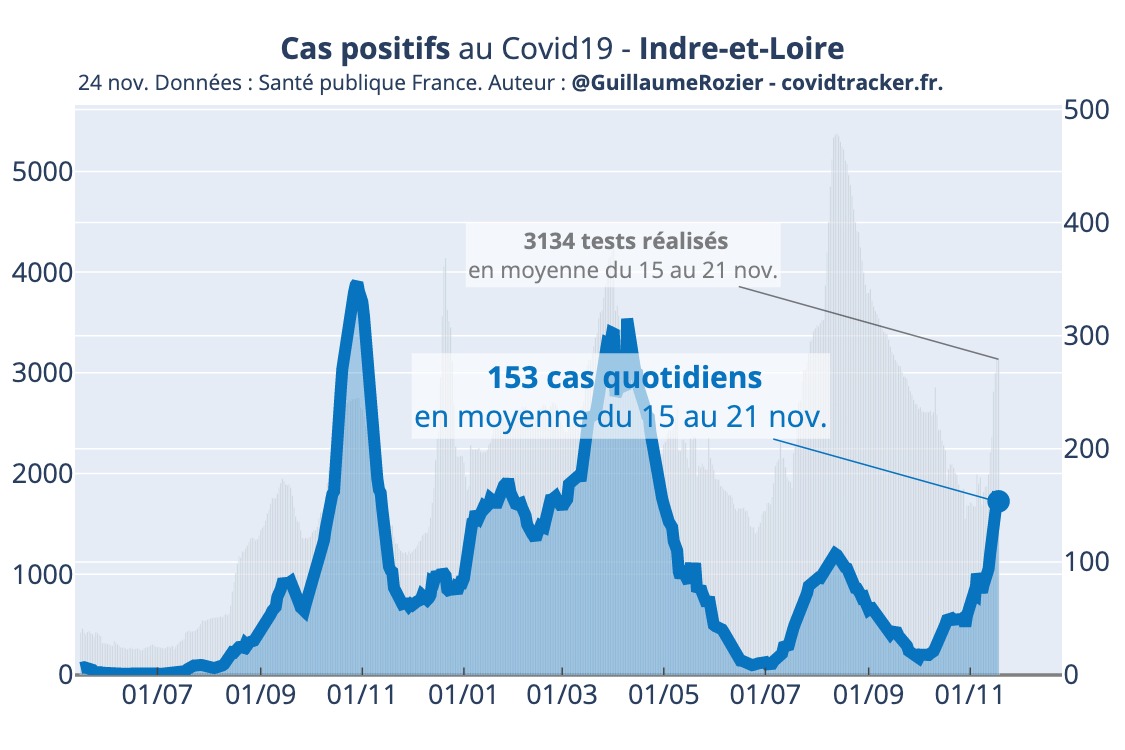 Cas positifs au Covid19 - Indre-et-Loire
24 nov. Données : Santé publique France. Auteur : @GuillaumeRozier - covidtracker.fr.
500
5000
400
3134 tests réalisés
en moyenne du 15 au 21 nov.
4000
300
3000
153 cas quotidiens
en moyenne du 15 au 21 nov.
200
2000
100
1000
0
0
01/07 01/09 01/11 01/01 01/03 01/05 01/07 01/09 01/11